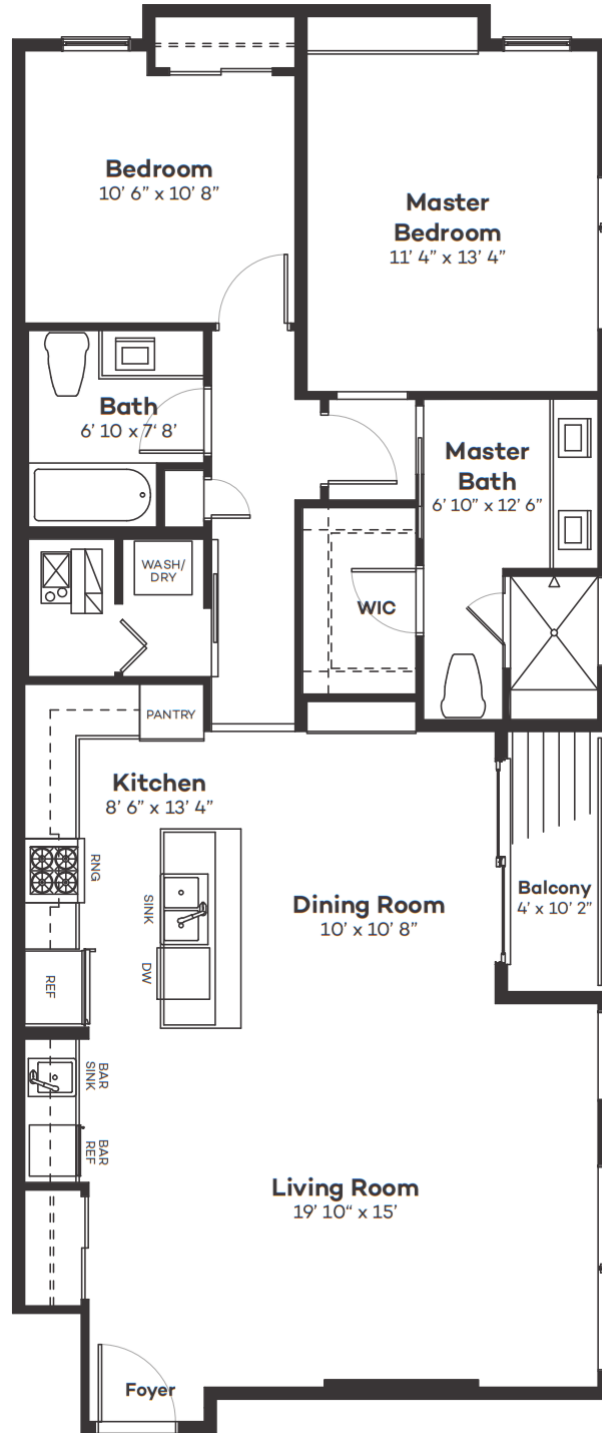 Bedroom
10' 6” x 10' 8”
Master
Bedroom
11' 4” x 13' 4”
Bath
6' 10 x 7' 8'
Master
Bath
6' 10” x 12' 6”
WASH/
DRY
WIC
PANTRY
Kitchen
8' 6” x 13' 4”
RNG
SINK
DW
REF
Dining Room
10' x 10' 8”
Balcony
4' x 10' 2”
BAR
SINK
BAR
REF
Living Room
19' 10“ x 15'
Foyer